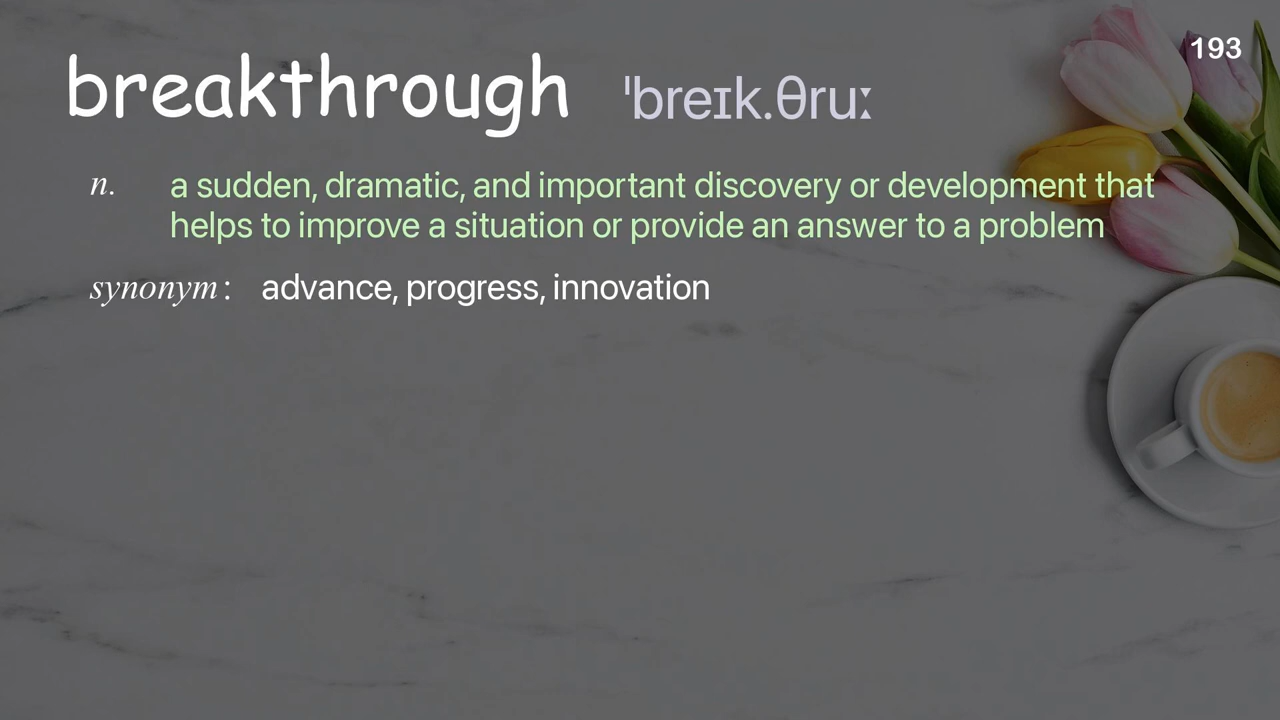 193
breakthrough ˈbreɪk.θruː
n. a sudden, dramatic, and important discovery or development that
helps to improve a situation or provide an answer to a problem
synonym: advance, progress, innovation